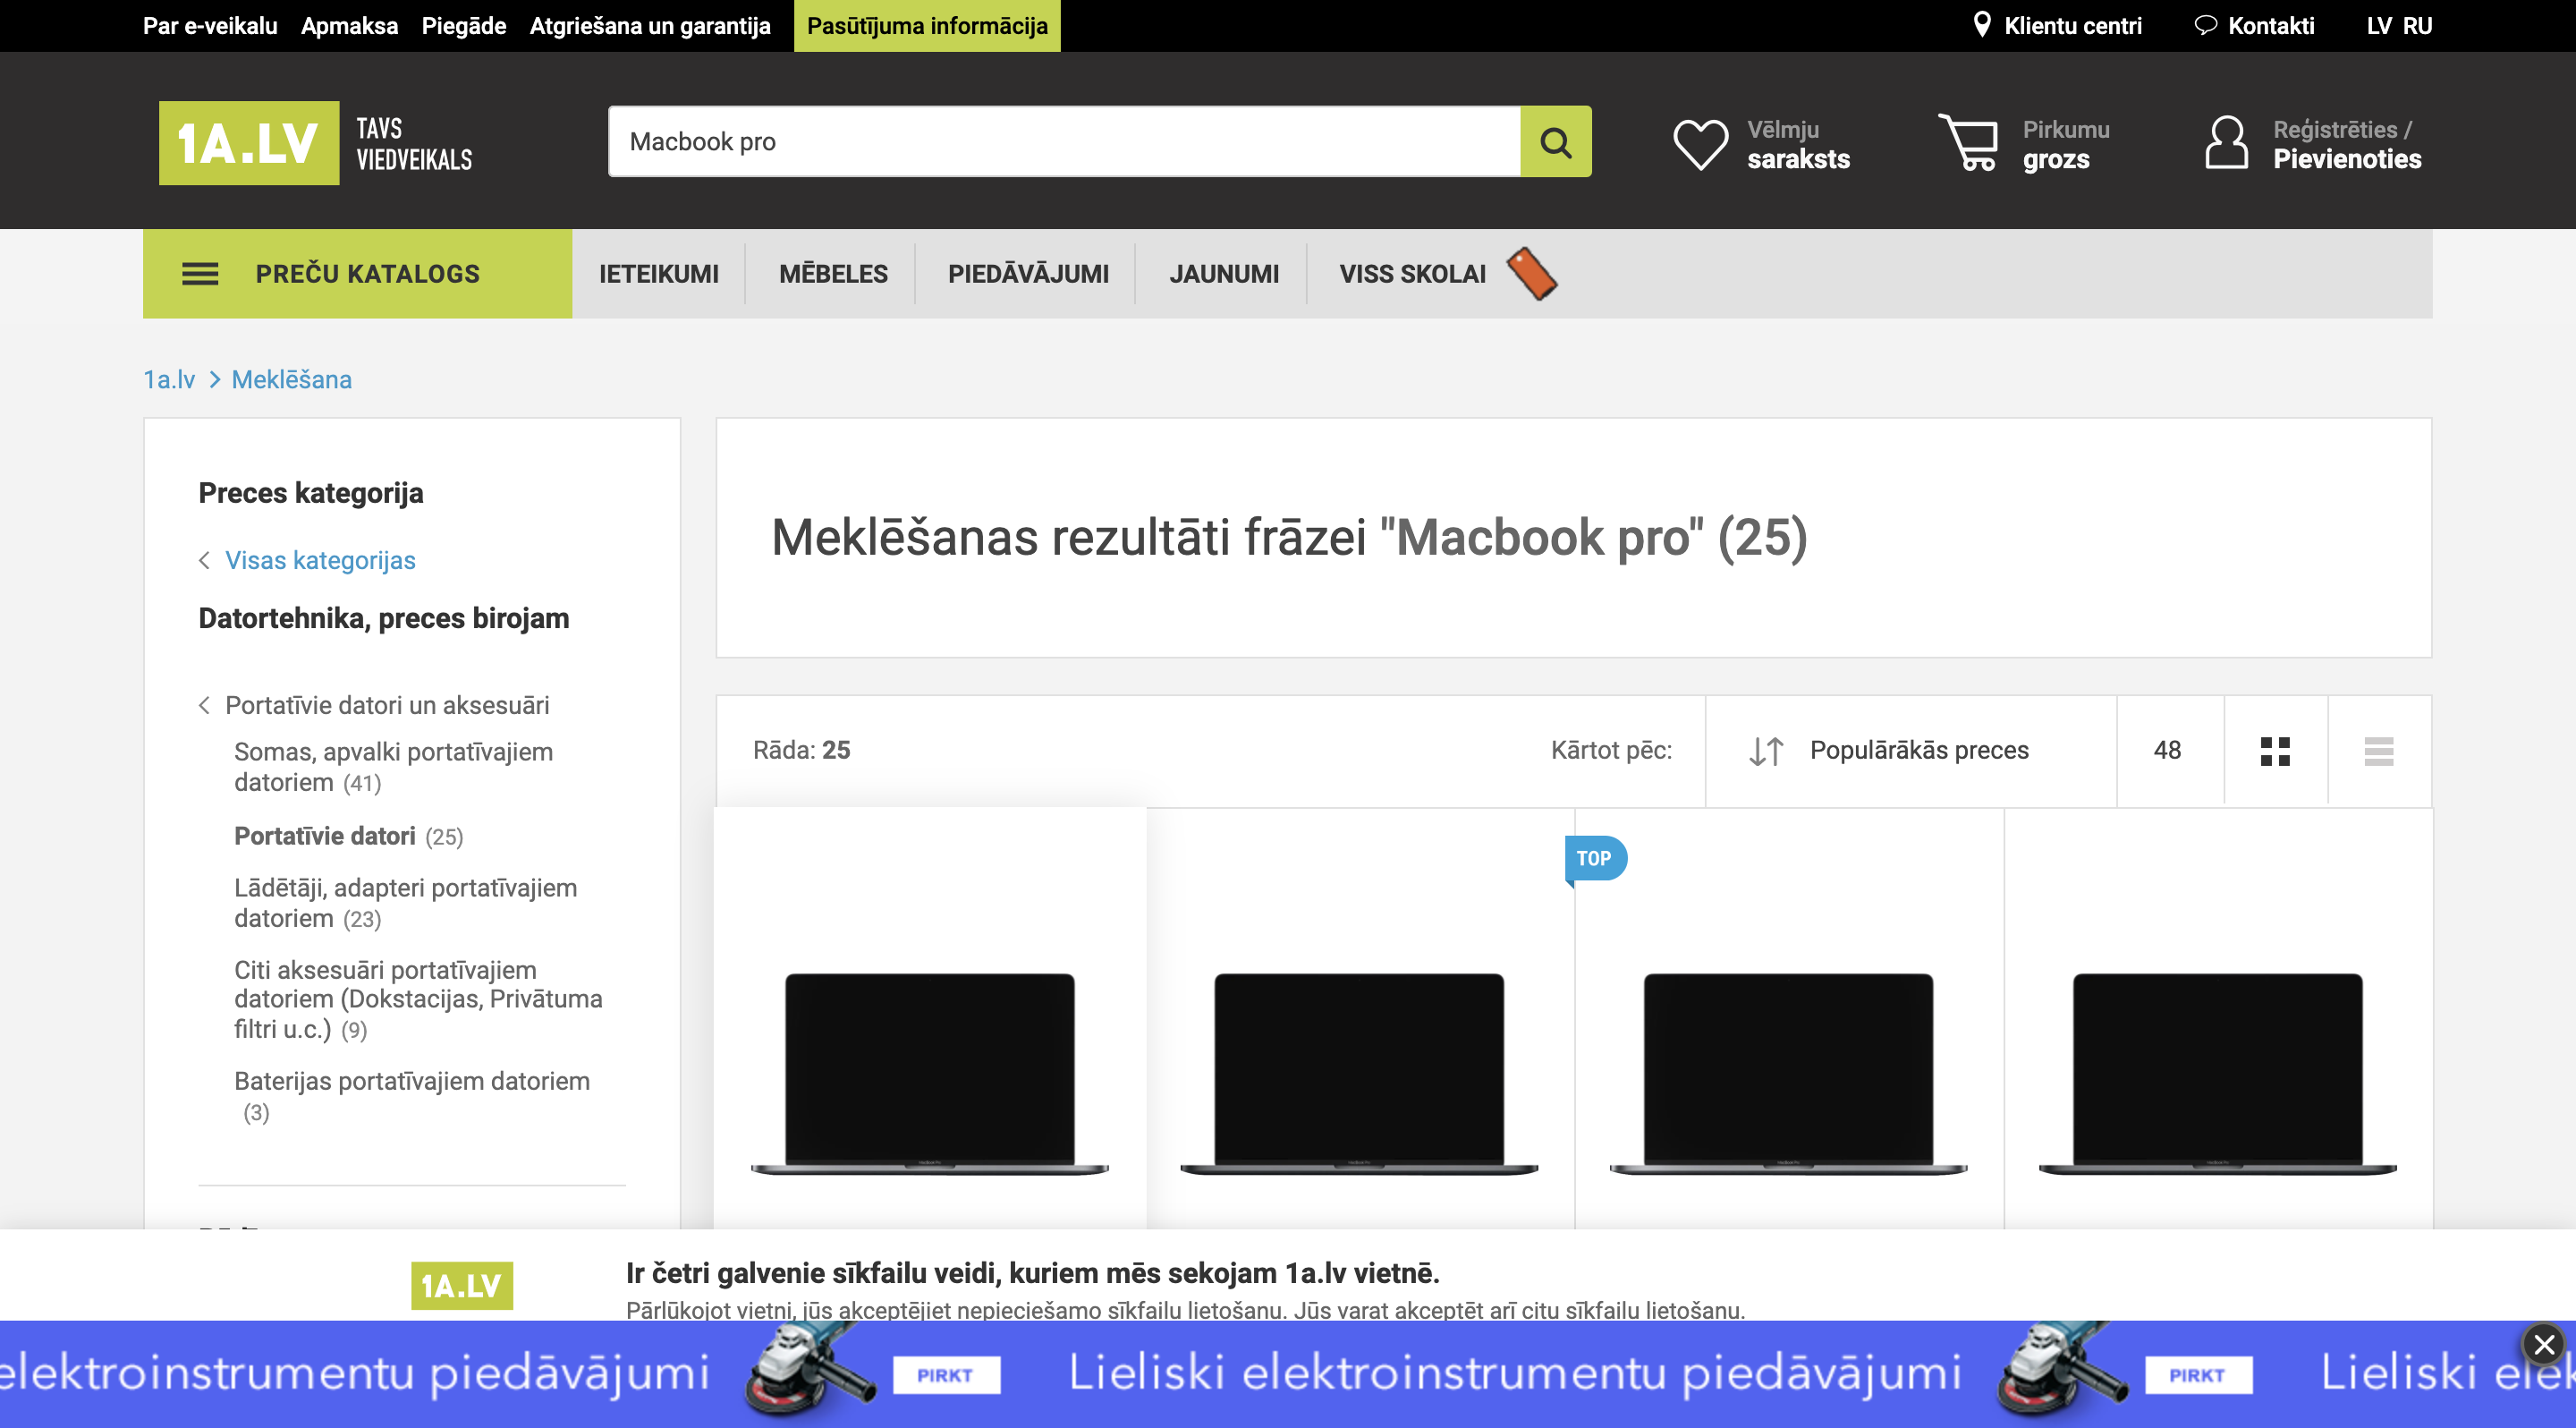 Par e-veikalu Apmaksa Piegāde Atgriešana un garantija Pasūtījuma informācija Klientu centri Kontakti LV RU
1A.LV TAVS VIEDVEIKALS
Macbook pro
Vēlmju saraksts
Pirkumu grozs
Reģistrēties / Pievienoties
PREČU KATALOGS IETEIKUMI MĒBELES PIEDĀVĀJUMI JAUNUMI VISS SKOLAI
1a.lv > Meklēšana
Preces kategorija
Visas kategorijas
Datortehnika, preces birojam
Portatīvie datori un aksesuāri
Somas, apvalki portatīvajiem
datoriem (41)
Portatīvie datori (25)
Lādētāji, adapteri portatīvajiem
datoriem (23)
Citi aksesuāri portatīvajiem
datoriem (Dokstacijas, Privātuma
filtri u.c.) (9)
Baterijas portatīvajiem datoriem
(3)
Meklēšanas rezultāti frāzei "Macbook pro" (25)
Rāda: 25 Kārtot pēc: Populārākās preces 48
TOP
1A.LV
Ir četri galvenie sīkfailu veidi, kuriem mēs sekojam 1a.lv vietnē.
Pārlūkojot vietni, jūs akceptējiet nepieciešamo sīkfailu lietošanu. Jūs varat akceptēt arī citu sīkfailu lietošanu.
elektroinstrumentu piedāvājumi PIRKT Lieliski elektroinstrumentu piedāvājumi PIRKT Lieliski